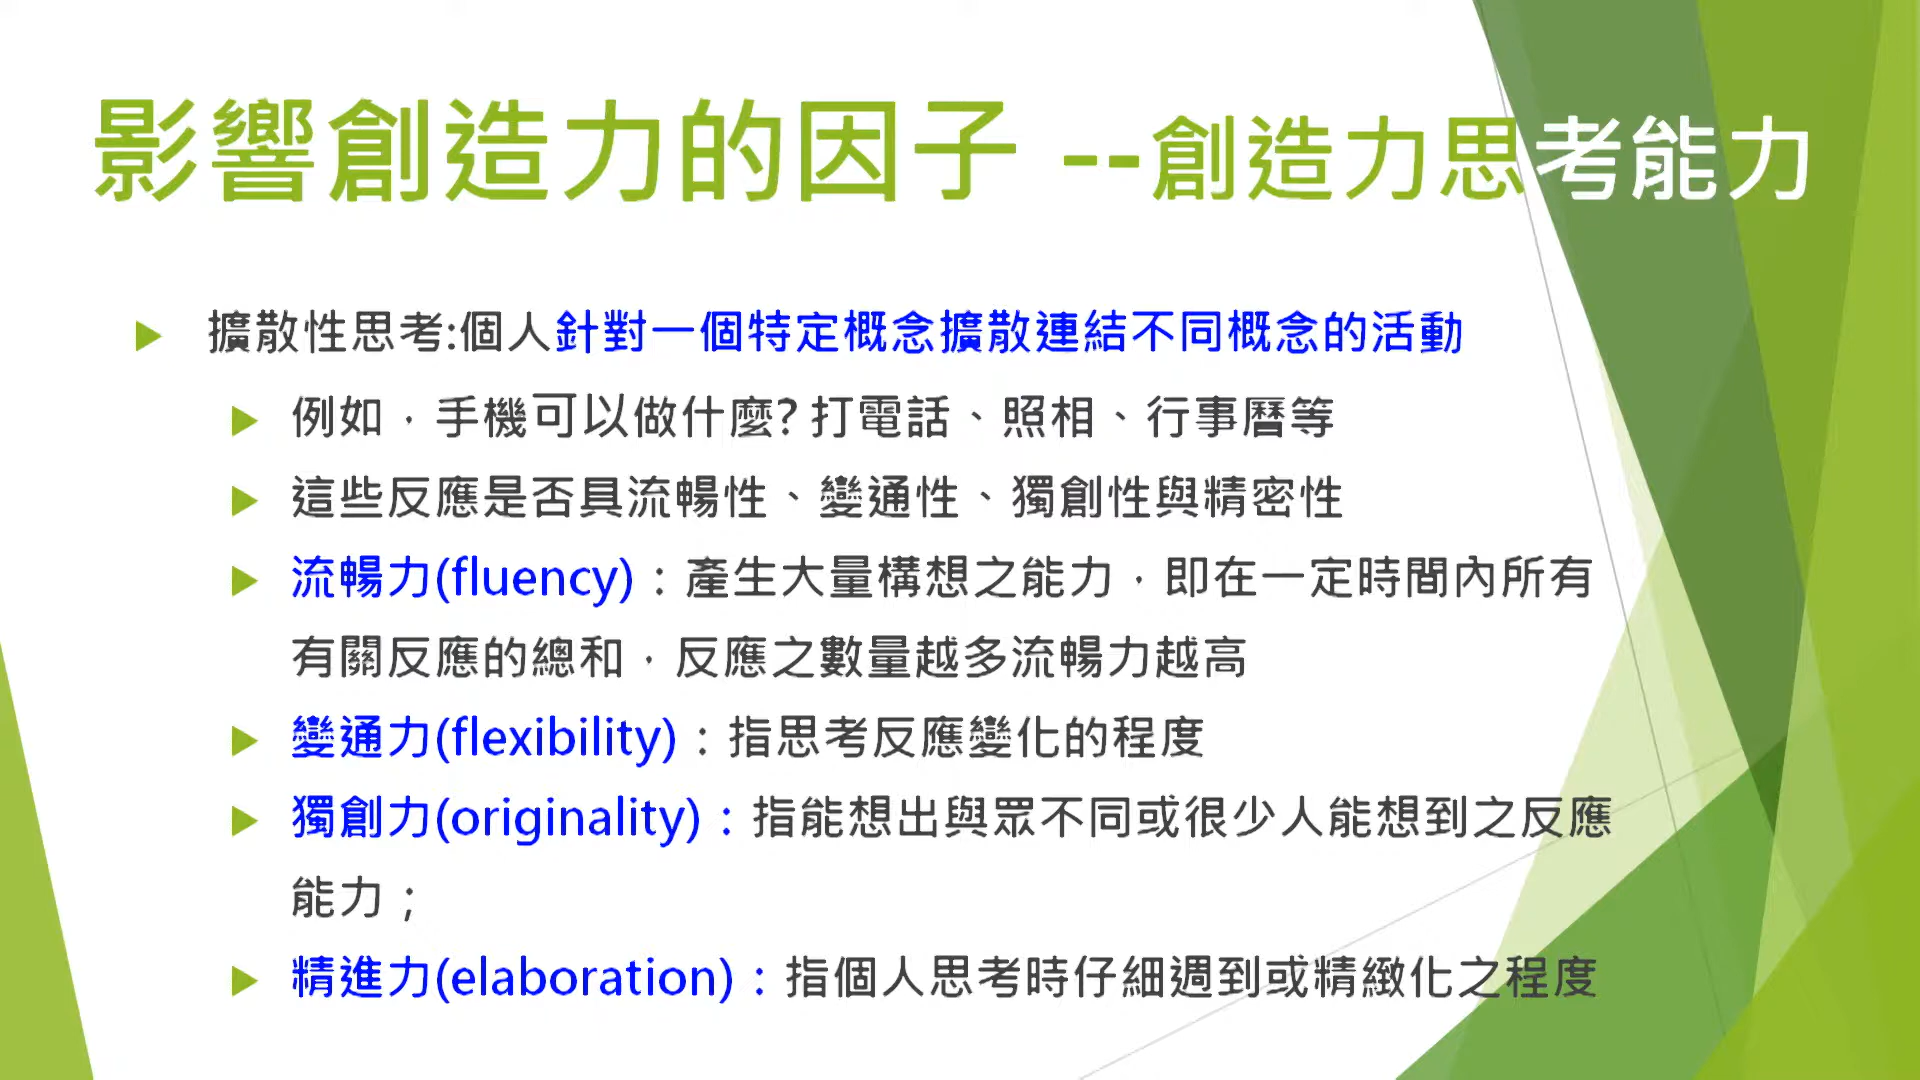 影響創造力的因子 --創造力思考能力
擴散性思考:個人針對一個特定概念擴散連結不同概念的活動
例如，手機可以做什麼? 打電話、照相、行事曆等
這些反應是否具流暢性、變通性、獨創性與精密性
流暢力(fluency)：產生大量構想之能力，即在一定時間內所有
有關反應的總和，反應之數量越多流暢力越高
變通力(flexibility)：指思考反應變化的程度
獨創力(originality)：指能想出與眾不同或很少人能想到之反應
能力；
精進力(elaboration)：指個人思考時仔細週到或精緻化之程度